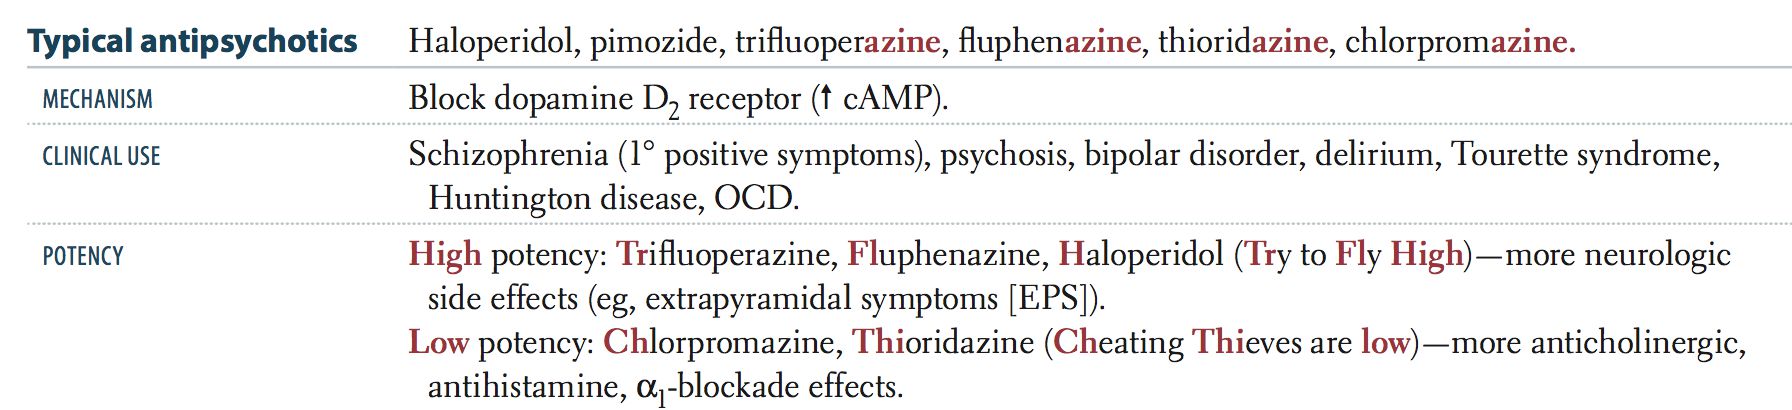 Typical antipsychotics Haloperidol, pimozide, trifluoperazine, fluphenazine, thioridazine, chlorpromazine.
MECHANISM Block dopamine D₂ receptor (↑ cAMP).
CLINICAL USE Schizophrenia (1° positive symptoms), psychosis, bipolar disorder, delirium, Tourette syndrome,
Huntington disease, OCD.
POTENCY High potency: Trifluoperazine, Fluphenazine, Haloperidol (Try to Fly High)—more neurologic
side effects (eg, extrapyramidal symptoms [EPS]).
Low potency: Chlorpromazine, Thioridazine (Cheating Thieves are low)—more anticholinergic,
antihistamine, α₁-blockade effects.